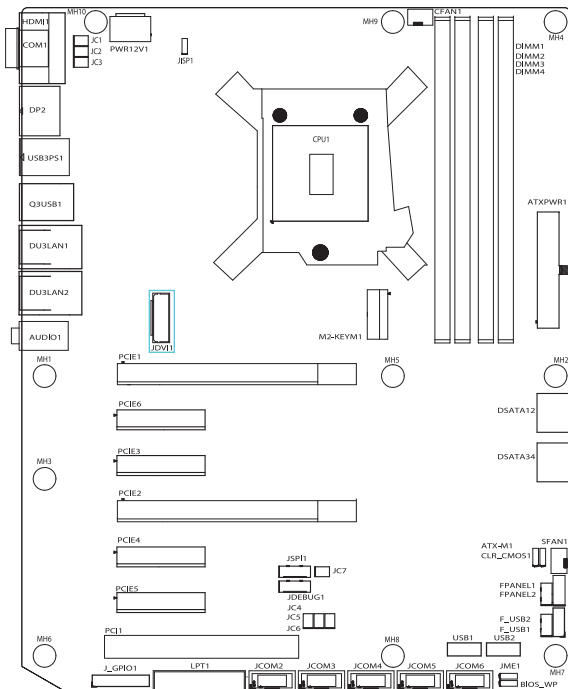 MH10
HDMI1
COM1
JC1
JC2
JC3
PWR12V1
JISP1
MH9
CFAN1
MH4
DIMM1
DIMM2
DIMM3
DIMM4
DP2
CPU1
USB3PS1
Q3USB1
ATXPWR1
DU3LAN1
DU3LAN2
AUDIO1
JDVI1
M2-KEYM1
MH1
PCIE1
MH5
MH2
PCIE6
DSATA12
PCIE3
DSATA34
MH3
PCIE2
PCIE4
ATX-M1
CLR_CMOS1
SFAN1
JSPI1
JC7
PCIE5
JDEBUG1
FPANEL1
FPANEL2
JC4
JC5
JC6
F_USB2
F_USB1
PCI1
MH6
MH8
USB1
USB2
MH7
J_GPIO1
LPT1
JCOM2
JCOM3
JCOM4
JCOM5
JCOM6
JME1
BIOS_WP